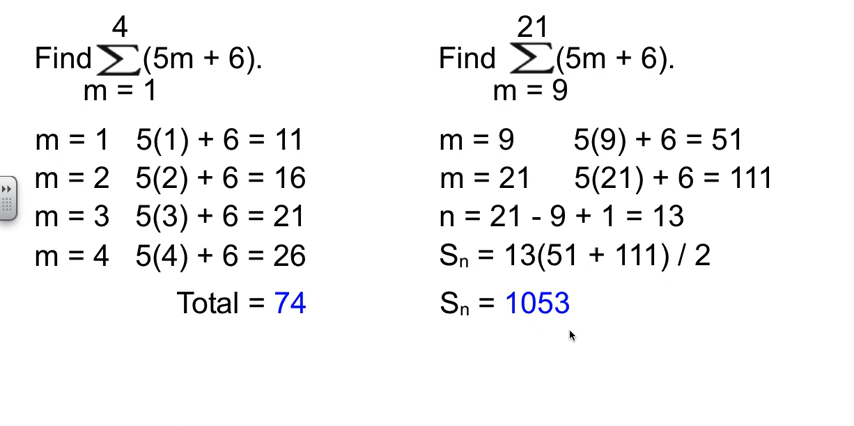 4
Find ∑(5m + 6).
m = 1
m = 1 5(1) + 6 = 11
m = 2 5(2) + 6 = 16
m = 3 5(3) + 6 = 21
m = 4 5(4) + 6 = 26
Total = 74
21
Find ∑(5m + 6).
m = 9
m = 9 5(9) + 6 = 51
m = 21 5(21) + 6 = 111
n = 21 - 9 + 1 = 13
Sₙ = 13(51 + 111) / 2
Sₙ = 1053